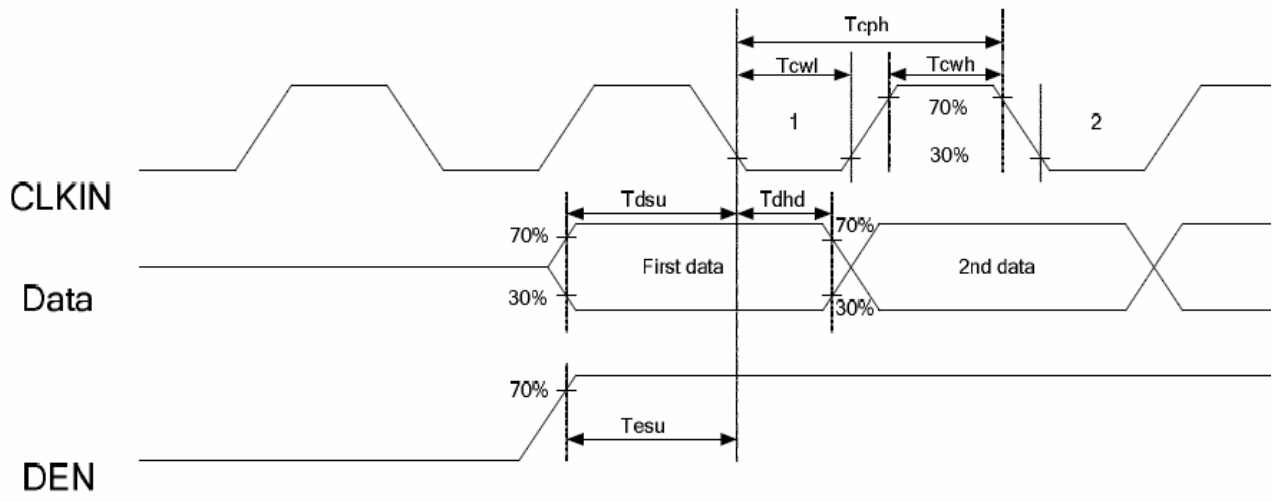 Tcph
Tcwl
Tcwh
1
70%
2
30%
CLKIN
Tdsu
Tdhd
70%
70%
First data
2nd data
Data
30%
30%
70%
Tesu
DEN